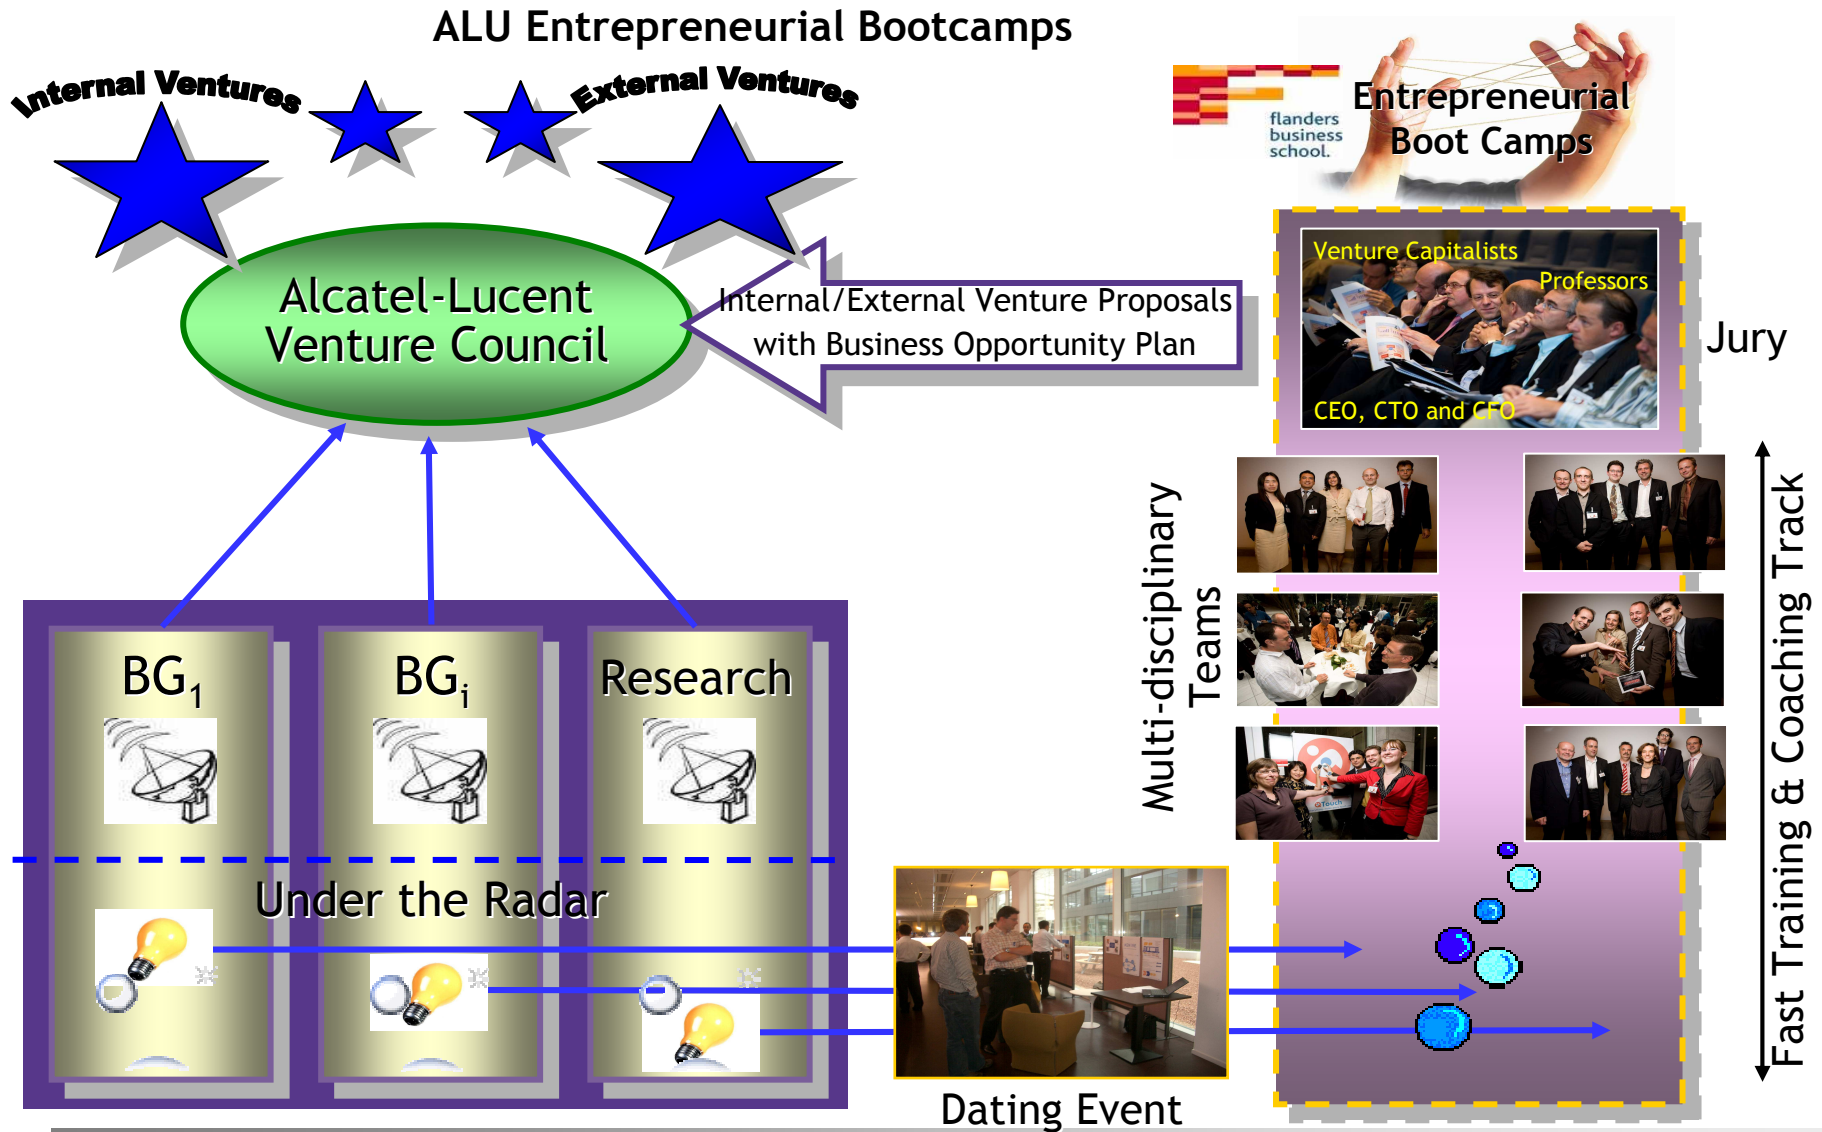 ALU Entrepreneurial Bootcamps
Internal Ventures
External Ventures
flanders
business
school.
Entrepreneurial
Boot Camps
Alcatel-Lucent
Venture Council
Internal/External Venture Proposals
with Business Opportunity Plan
Venture Capitalists
Professors
CEO, CTO and CFO
Jury
Multi-disciplinary
Teams
Fast Training & Coaching Track
BG1
BGi
Research
Under the Radar
Touch
Dating Event